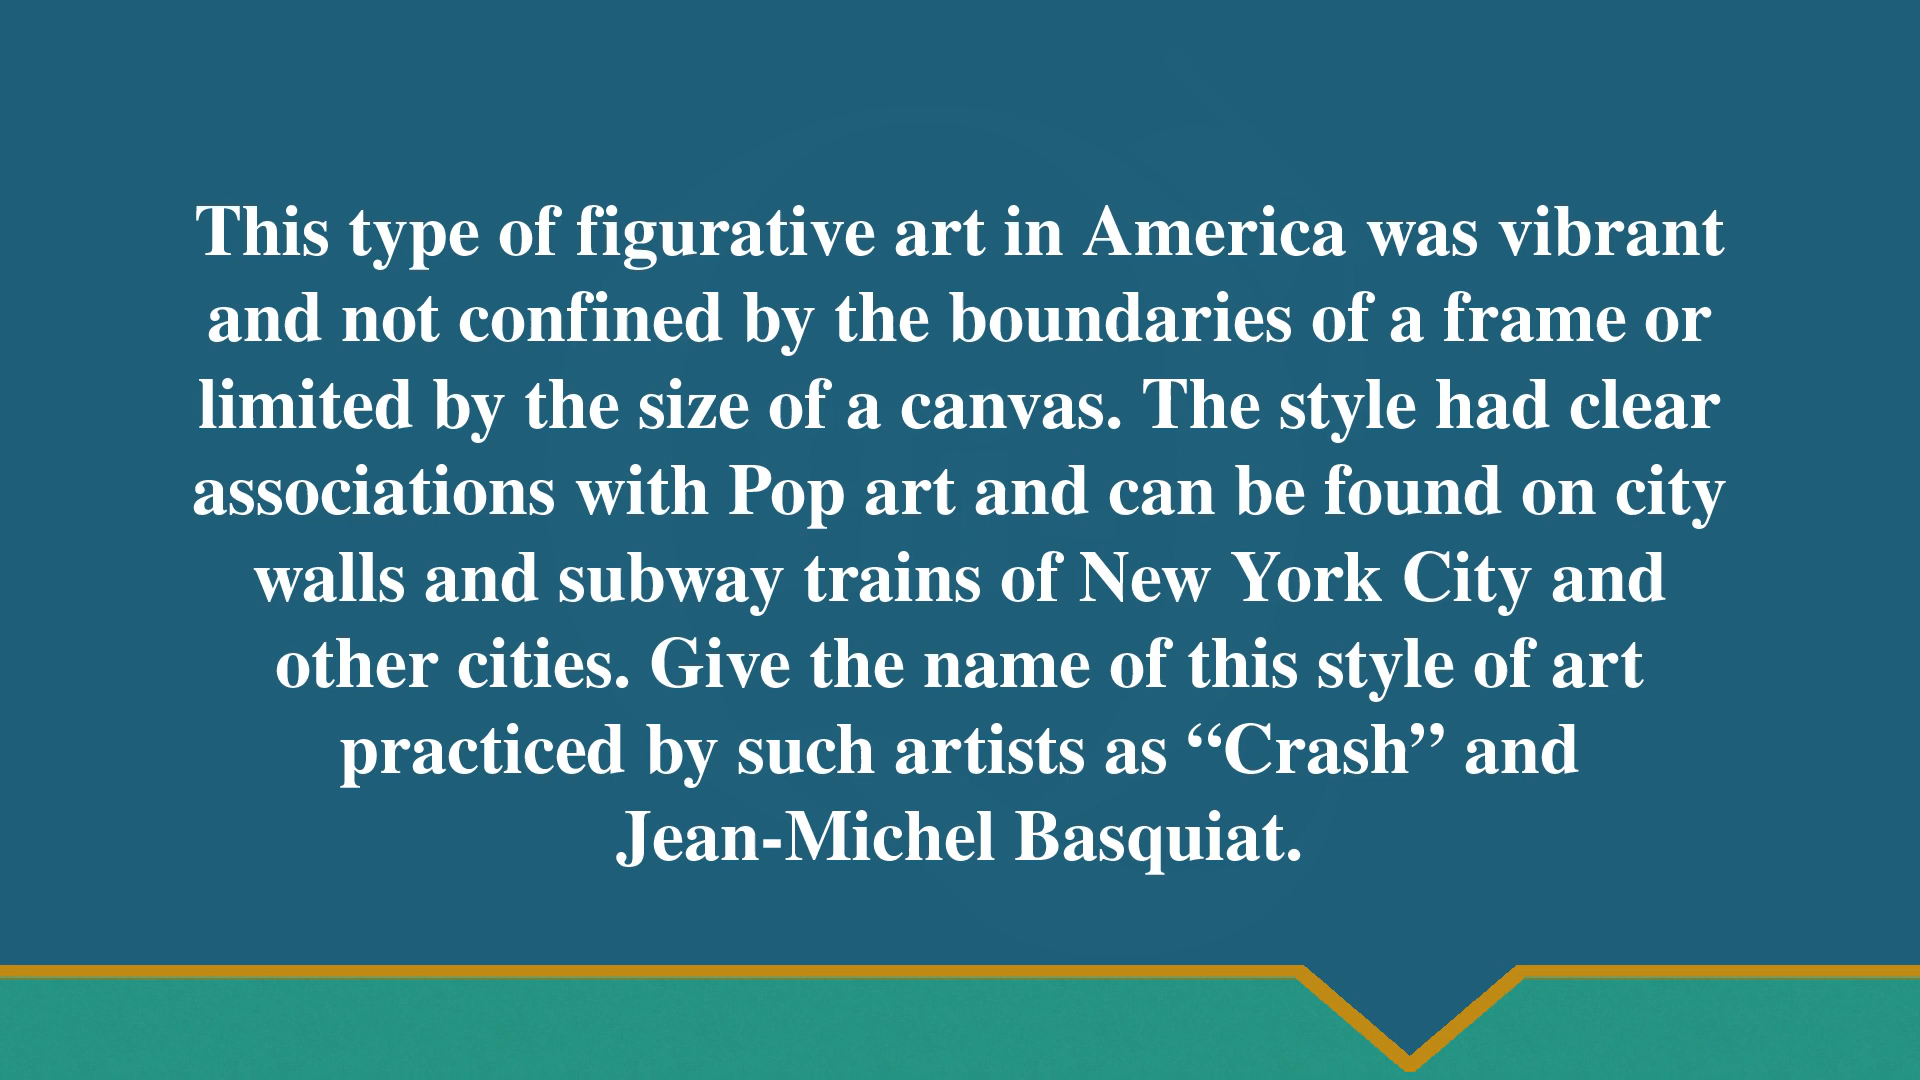 This type of figurative art in America was vibrant
and not confined by the boundaries of a frame or
limited by the size of a canvas. The style had clear
associations with Pop art and can be found on city
walls and subway trains of New York City and
other cities. Give the name of this style of art
practiced by such artists as “Crash” and
Jean-Michel Basquiat.